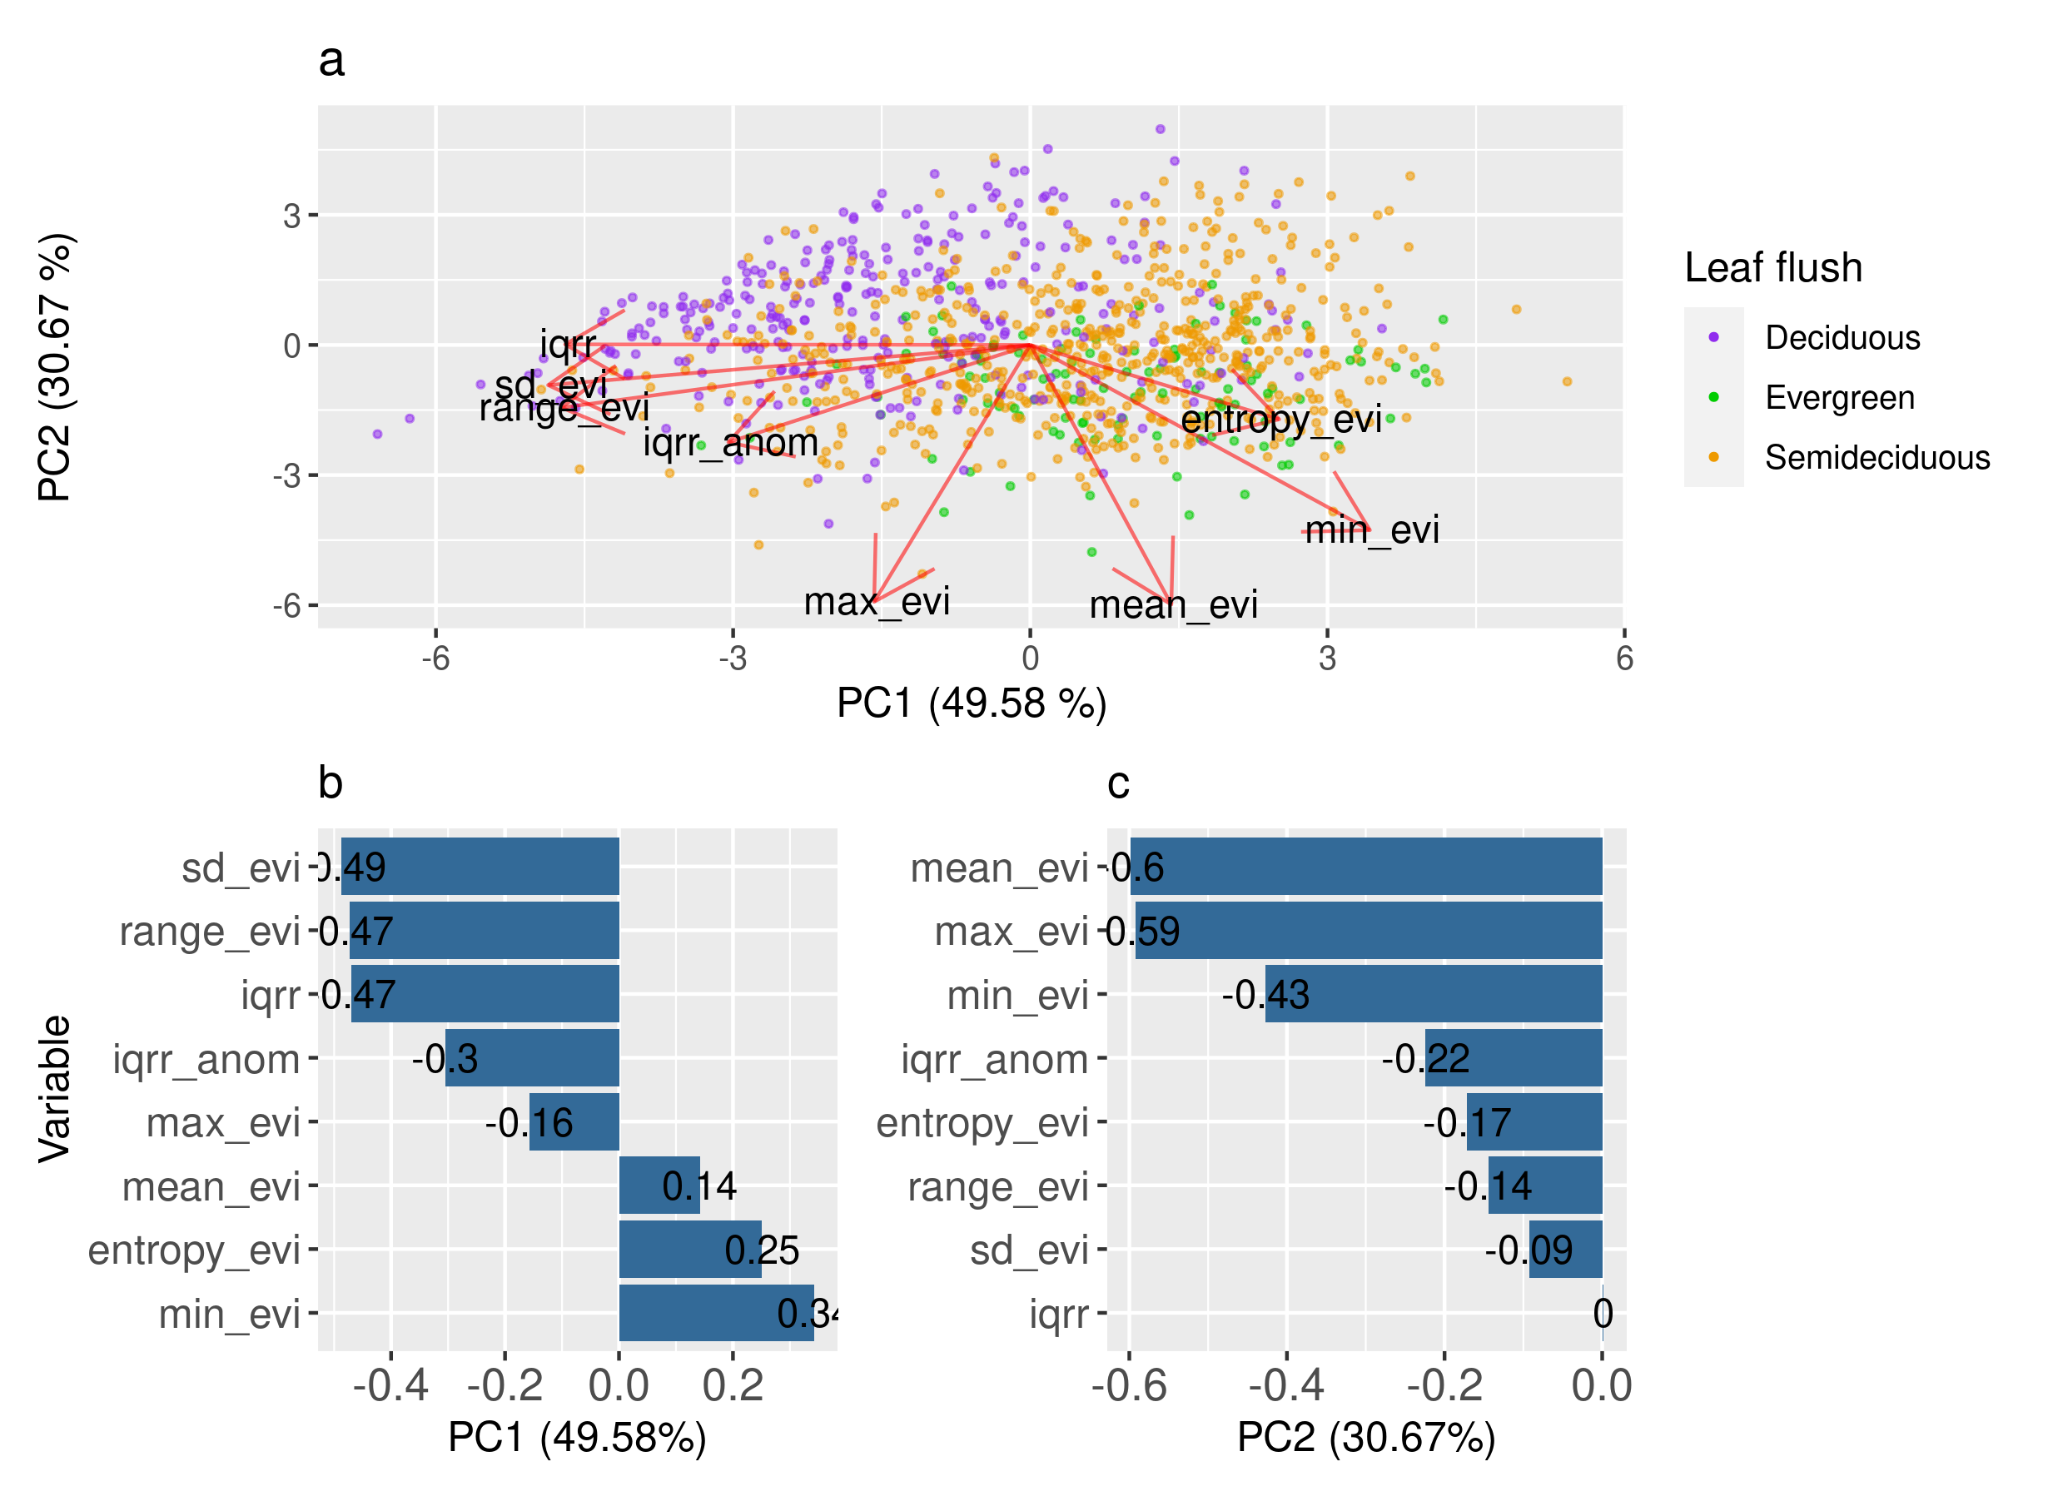 a
PC2 (30.67 %)
3
0
-3
-6
iqrr
sd_evi
range_evi
iqrr_anom
entropy_evi
min_evi
max_evi
mean_evi
-6
-3
0
3
6
PC1 (49.58 %)
Leaf flush
Deciduous
Evergreen
Semideciduous
b
Variable
sd_evi 0.49
range_evi 0.47
iqrr 0.47
iqrr_anom -0.3
max_evi -0.16
mean_evi 0.14
entropy_evi 0.25
min_evi 0.34
-0.4 -0.2 0.0 0.2
PC1 (49.58%)
c
mean_evi -0.6
max_evi 0.59
min_evi -0.43
iqrr_anom -0.22
entropy_evi -0.17
range_evi -0.14
sd_evi -0.09
iqrr 0
-0.6 -0.4 -0.2 0.0
PC2 (30.67%)